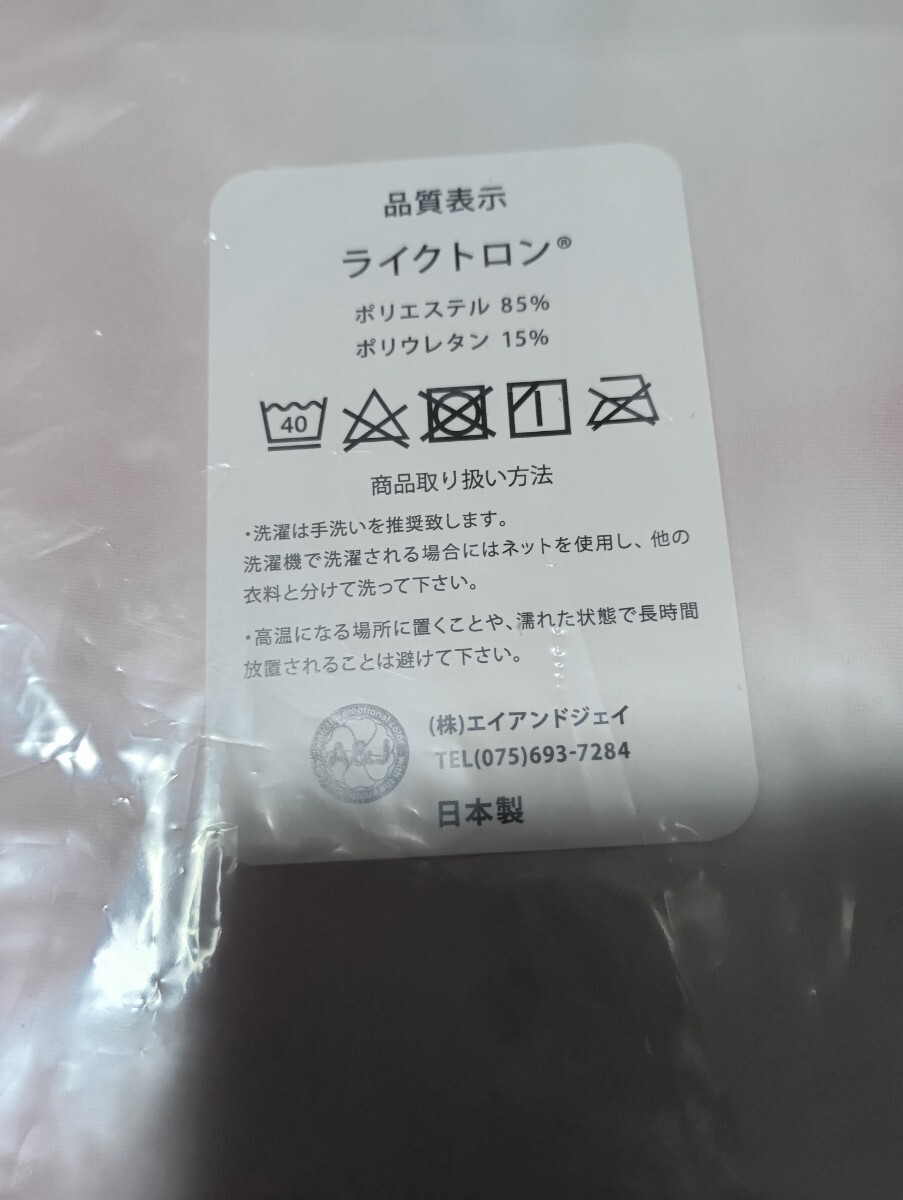 品質表示
ライクトロン®
ポリエステル 85%
ポリウレタン 15%
40
商品取り扱い方法
・洗濯は手洗いを推奨致します。
洗濯機で洗濯される場合にはネットを使用し、他の
衣料と分けて洗って下さい。
・高温になる場所に置くことや、濡れた状態で長時間
放置されることは避けて下さい。
A&J
(株)エイアンドジェイ
TEL(075)693-7284
日本製